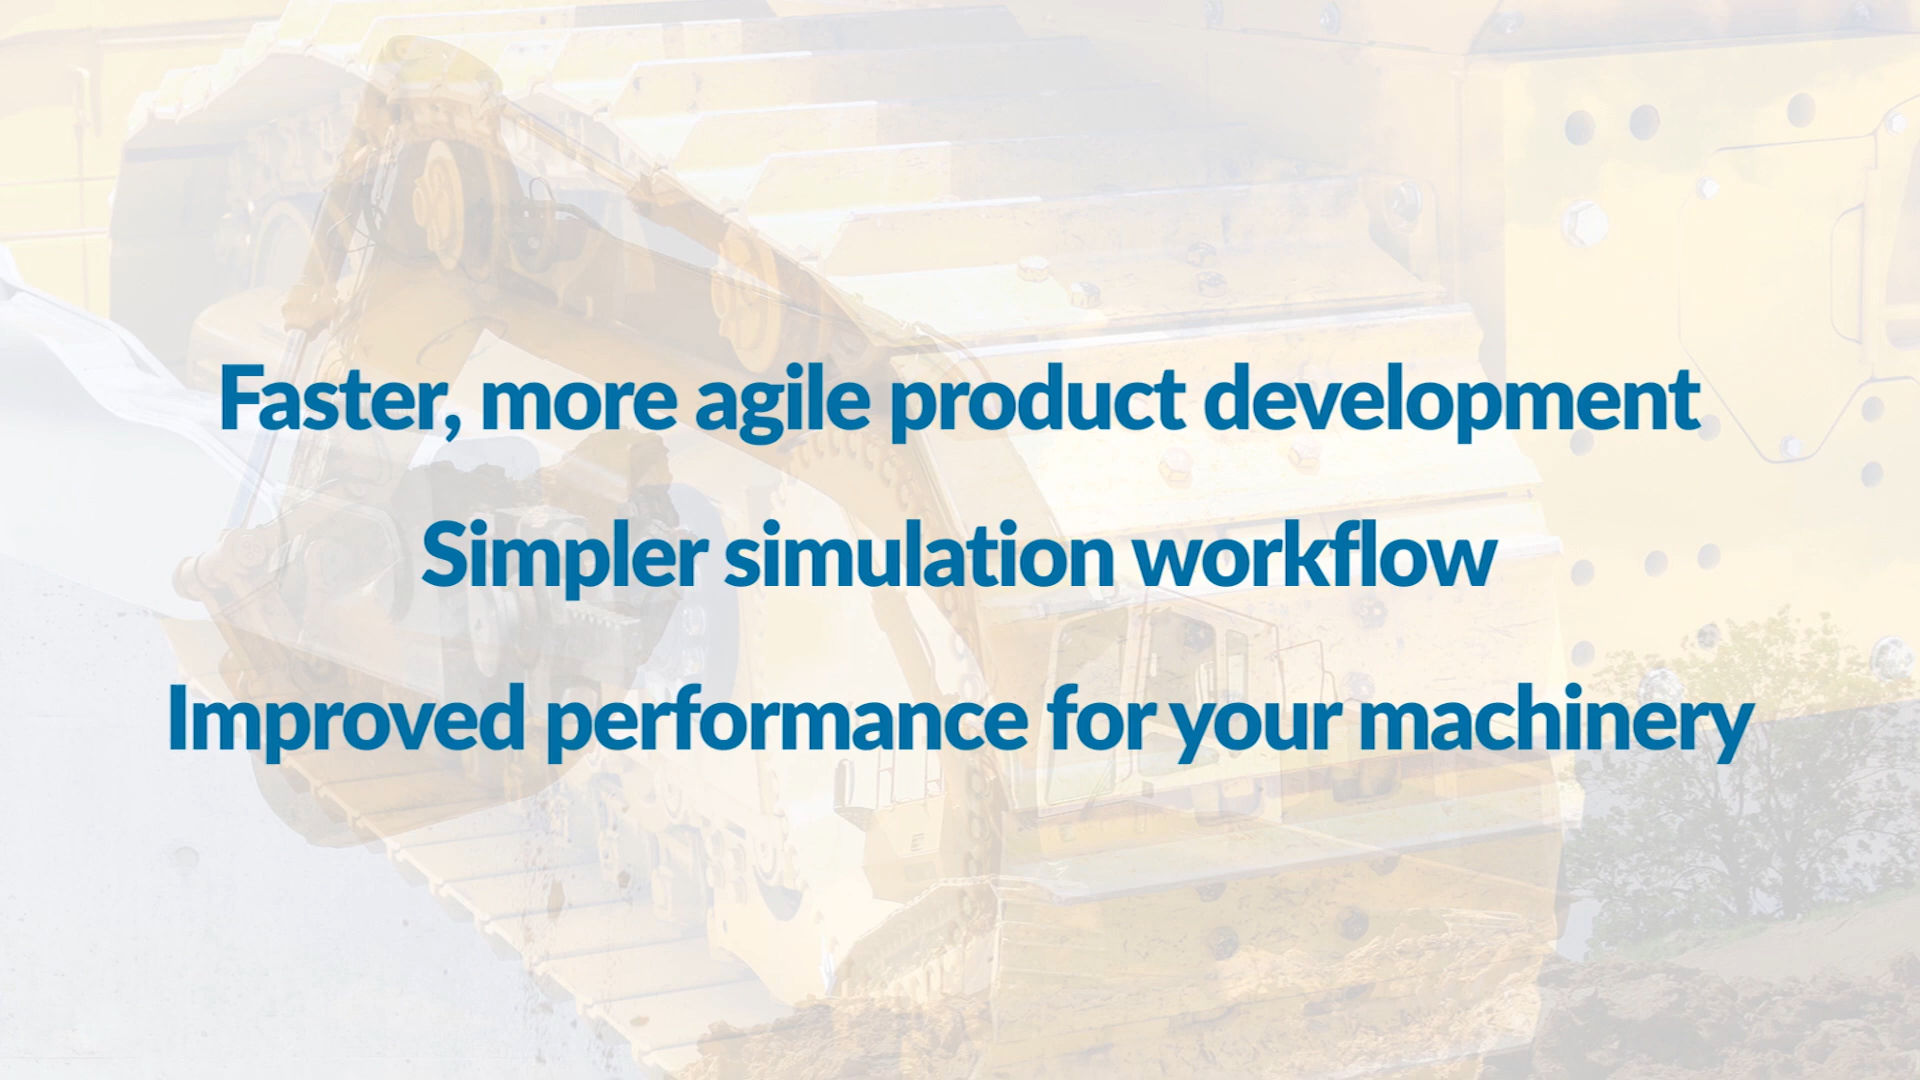 Faster, more agile product development
Simpler simulation workflow
Improved performance for your machinery